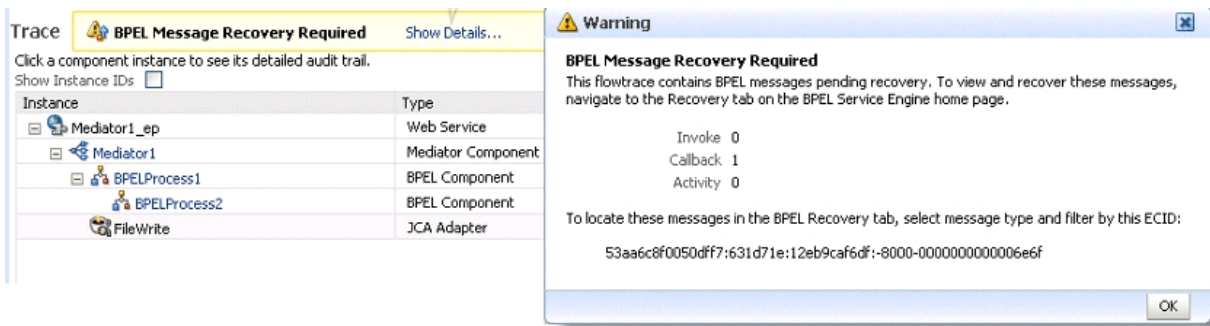 Trace BPEL Message Recovery Required Show Details...
Click a component instance to see its detailed audit trail.
Show Instance IDs
Instance Type
Mediator1_ep Web Service
Mediator1 Mediator Component
BPELProcess1 BPEL Component
BPELProcess2 BPEL Component
FileWrite JCA Adapter
Warning
BPEL Message Recovery Required
This flowtrace contains BPEL messages pending recovery. To view and recover these messages,
navigate to the Recovery tab on the BPEL Service Engine home page.
Invoke 0
Callback 1
Activity 0
To locate these messages in the BPEL Recovery tab, select message type and filter by this ECID:
53aa6c8f0050dff7:631d71e:12eb9caf6df:-8000-0000000000006e6f
OK